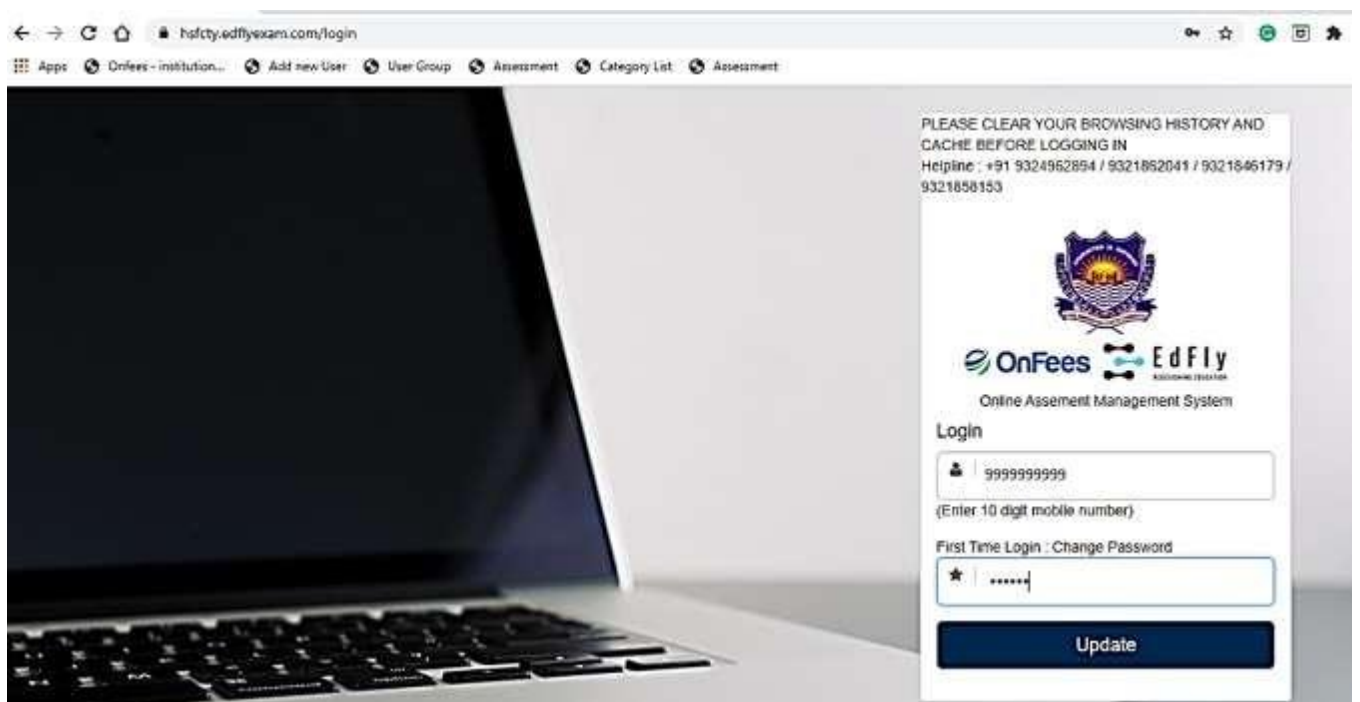 hsfcty.edflyexam.com/login
Apps Onfees - institution... Add new User User Group Assessment Category List Assessment
PLEASE CLEAR YOUR BROWSING HISTORY AND
CACHE BEFORE LOGGING IN
Helpline : +91 9324962894 / 9321862041 / 9321846179 /
9321858153
OnFees EdFly
Online Assement Management System
Login
9999999999
(Enter 10 digit mobile number)
First Time Login : Change Password
••••••
Update